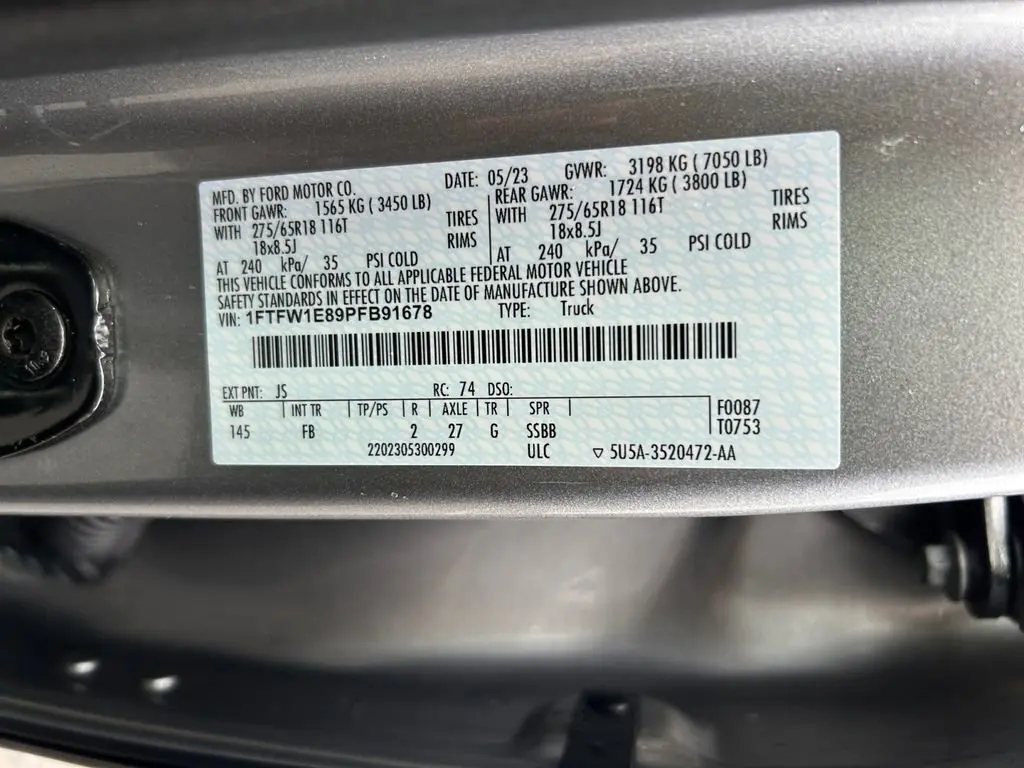 MFD. BY FORD MOTOR CO. DATE: 05/23 GVWR: 3198 KG ( 7050 LB)
FRONT GAWR: 1565 KG ( 3450 LB) REAR GAWR: 1724 KG ( 3800 LB)
WITH 275/65R18 116T TIRES WITH 275/65R18 116T TIRES
18x8.5J RIMS 18x8.5J RIMS
AT 240 kPa/ 35 PSI COLD AT 240 kPa/ 35 PSI COLD
THIS VEHICLE CONFORMS TO ALL APPLICABLE FEDERAL MOTOR VEHICLE
SAFETY STANDARDS IN EFFECT ON THE DATE OF MANUFACTURE SHOWN ABOVE.
VIN: 1FTFW1E89PFB91678 TYPE: Truck
EXT PNT: JS RC: 74 DSO:
WB INT TR TP/PS R AXLE TR SPR F0087
145 FB 2 27 G SSBB T0753
2202305300299 ULC ▽ 5U5A-3520472-AA